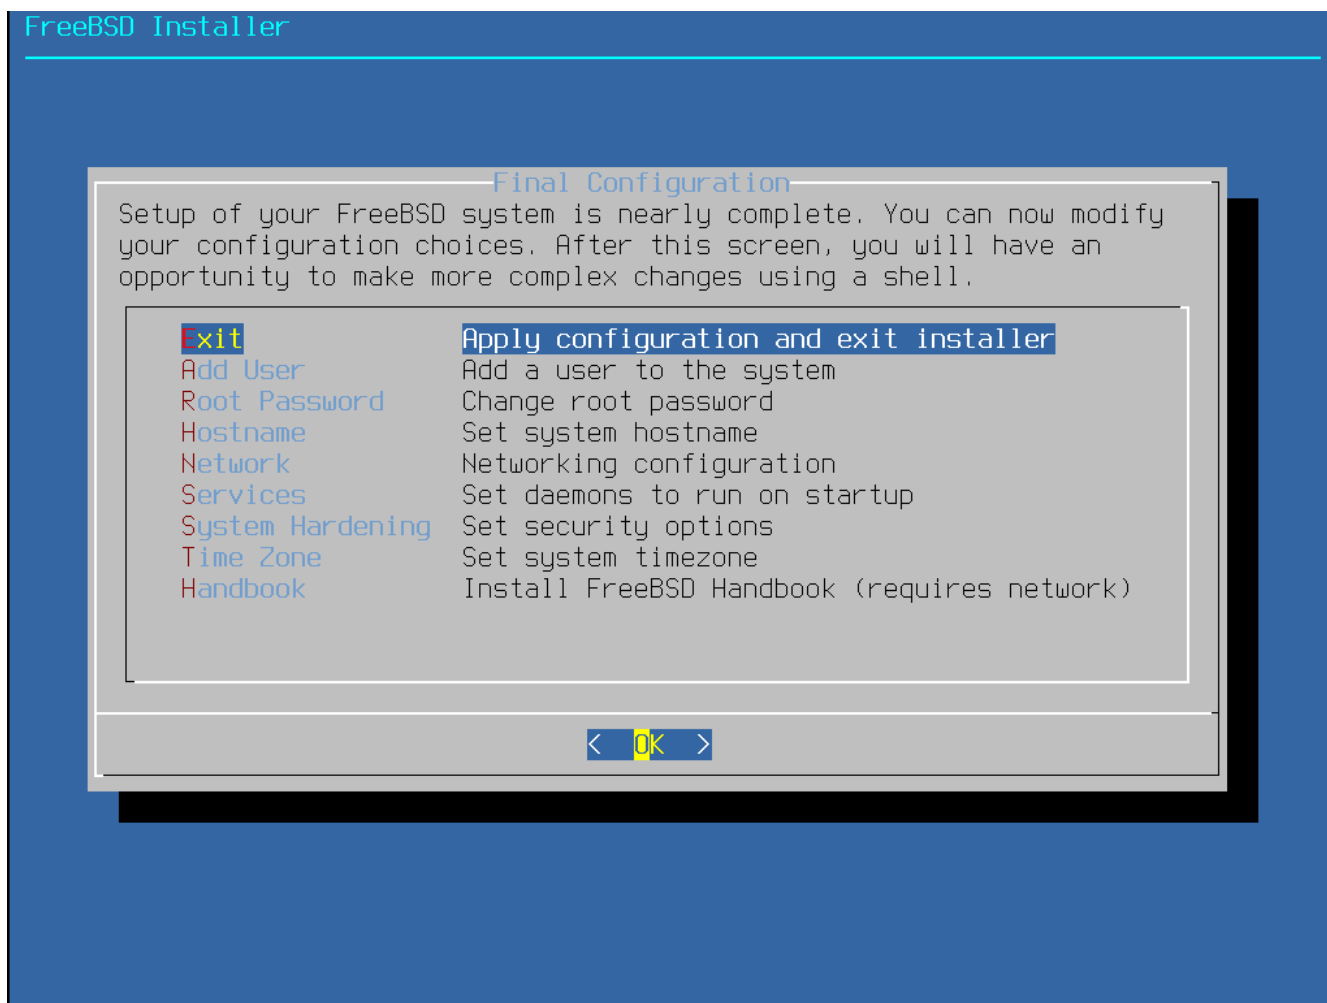 FreeBSD Installer
Final Configuration
Setup of your FreeBSD system is nearly complete. You can now modify
your configuration choices. After this screen, you will have an
opportunity to make more complex changes using a shell.
Exit Apply configuration and exit installer
Add User Add a user to the system
Root Password Change root password
Hostname Set system hostname
Network Networking configuration
Services Set daemons to run on startup
System Hardening Set security options
Time Zone Set system timezone
Handbook Install FreeBSD Handbook (requires network)
< OK >